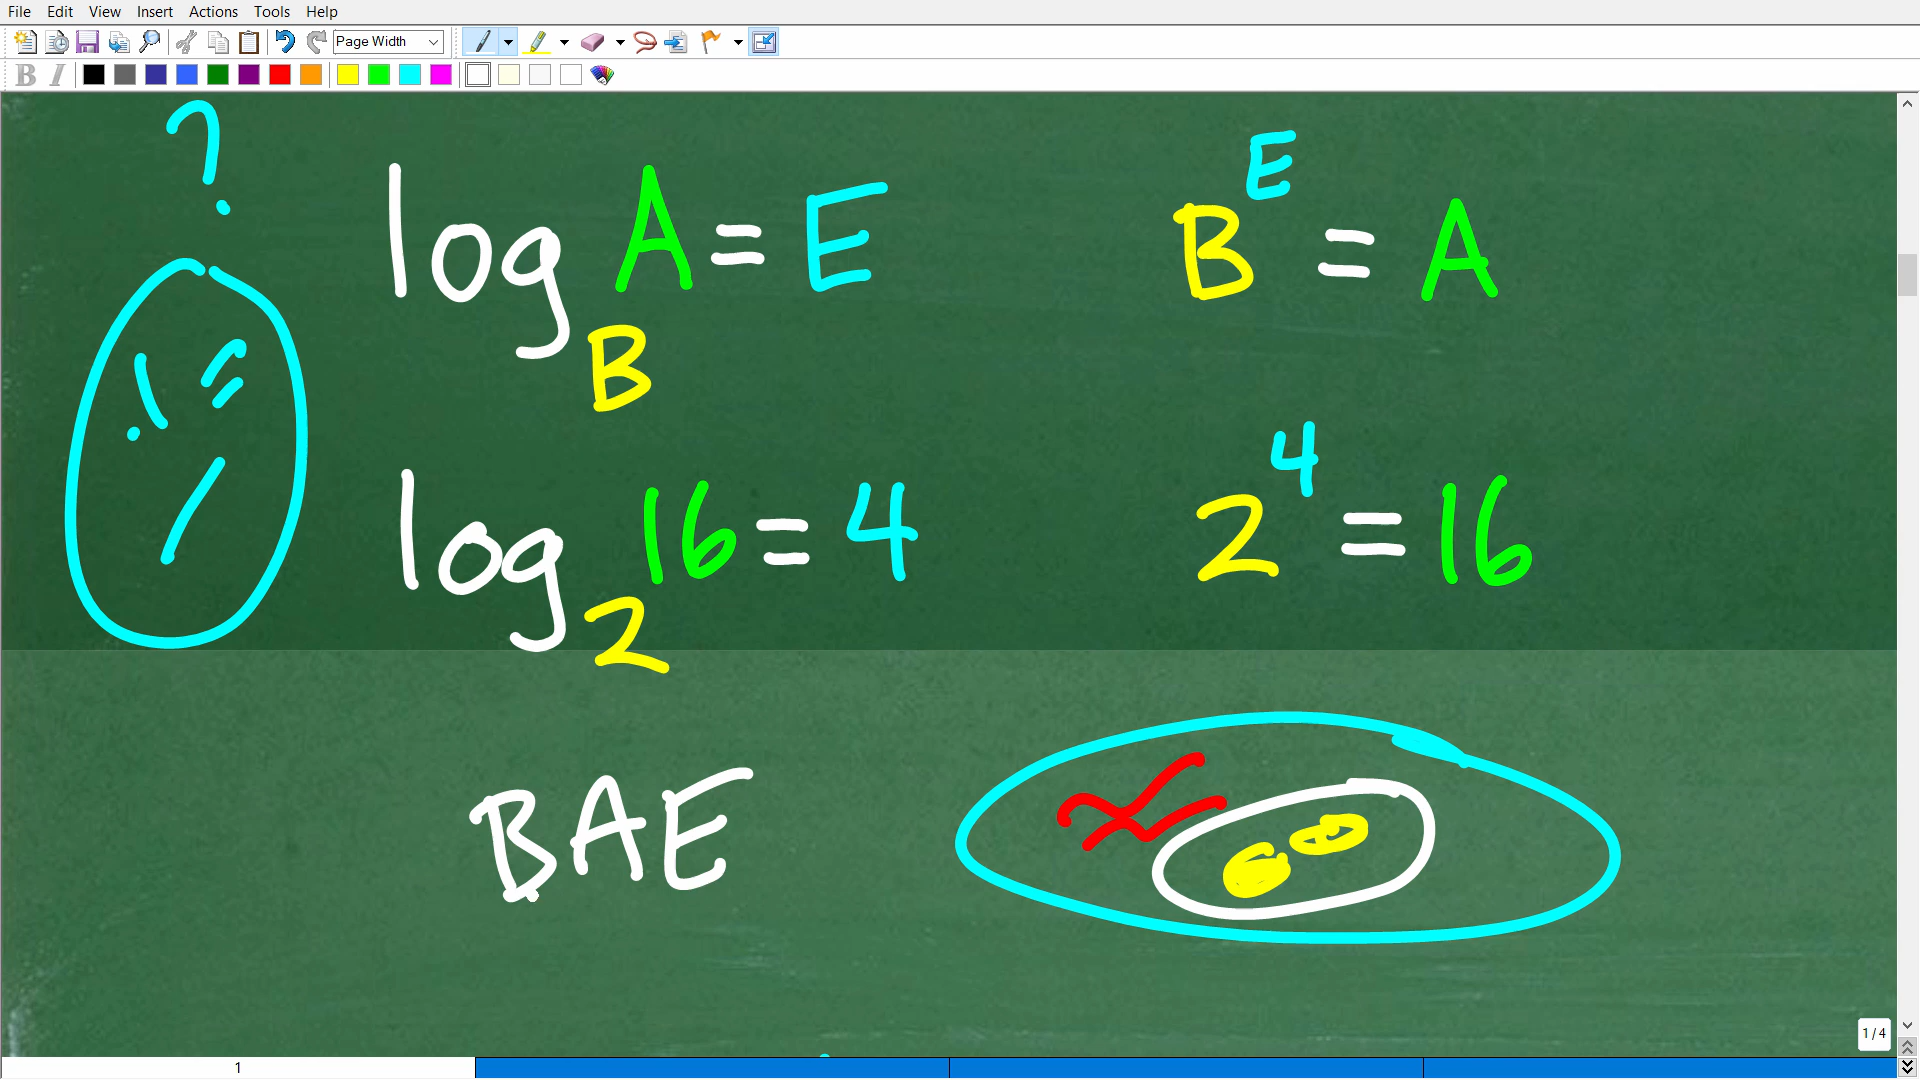 File Edit View Insert Actions Tools Help
Page Width
B I
?
log_B A = E
B^E = A
log_2 16 = 4
2^4 = 16
BAE
1 / 4
1